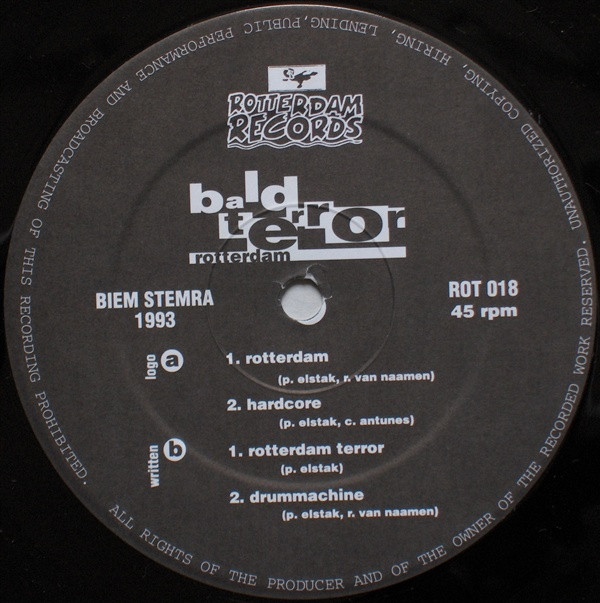 ROTTERDAM
RECORDS
bald
terror
rotterdam
BIEM STEMRA
1993
ROT 018
45 rpm
logo a
1. rotterdam
(p. elstak, r. van naamen)
2. hardcore
(p. elstak, c. antunes)
written b
1. rotterdam terror
(p. elstak)
2. drummachine
(p. elstak, r. van naamen)
ALL RIGHTS OF THE PRODUCER AND OF THE OWNER OF THE RECORDED WORK RESERVED. UNAUTHORIZED COPYING, HIRING, LENDING,PUBLIC PERFORMANCE AND BROADCASTING OF THIS RECORDING PROHIBITED.